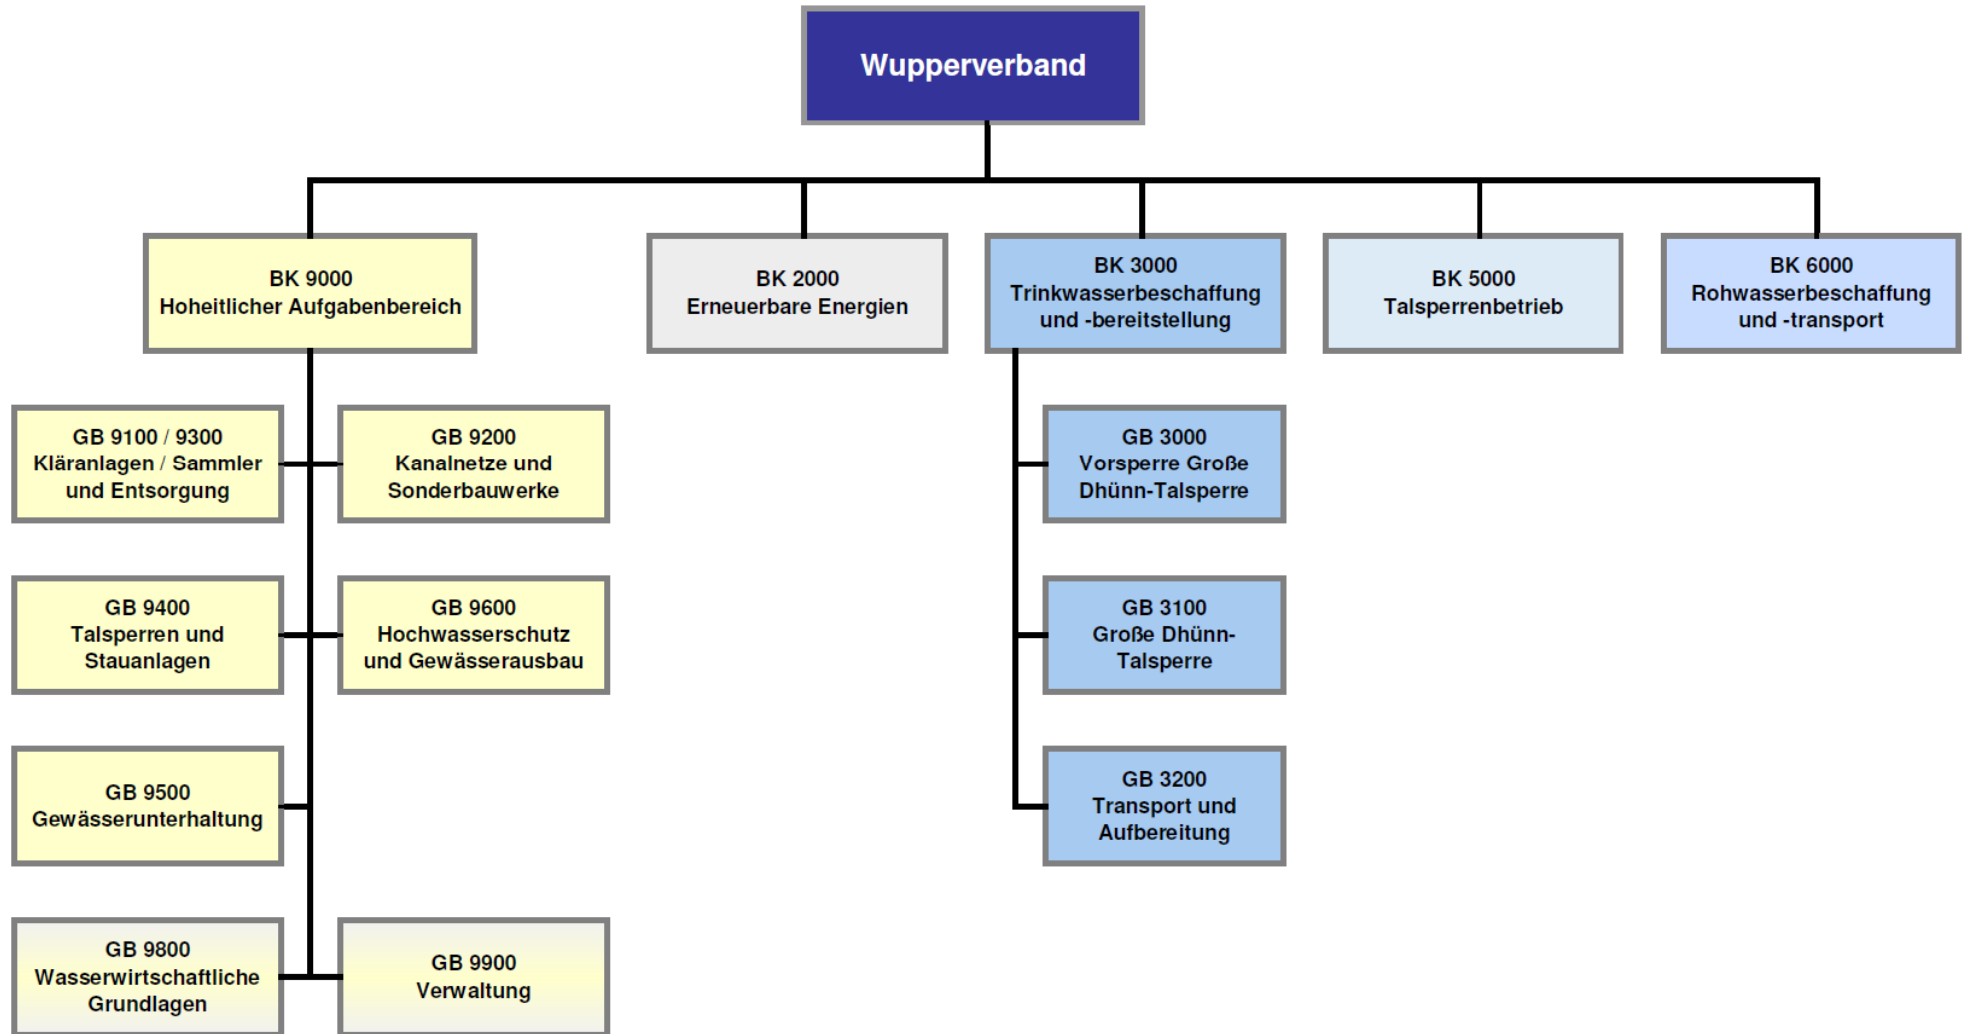 Wupperverband
BK 9000
Hoheitlicher Aufgabenbereich
BK 2000
Erneuerbare Energien
BK 3000
Trinkwasserbeschaffung
und -bereitstellung
BK 5000
Talsperrenbetrieb
BK 6000
Rohwasserbeschaffung
und -transport
GB 9100 / 9300
Kläranlagen / Sammler
und Entsorgung
GB 9200
Kanalnetze und
Sonderbauwerke
GB 3000
Vorsperre Große
Dhünn-Talsperre
GB 9400
Talsperren und
Stauanlagen
GB 9600
Hochwasserschutz
und Gewässerausbau
GB 3100
Große Dhünn-
Talsperre
GB 9500
Gewässerunterhaltung
GB 3200
Transport und
Aufbereitung
GB 9800
Wasserwirtschaftliche
Grundlagen
GB 9900
Verwaltung